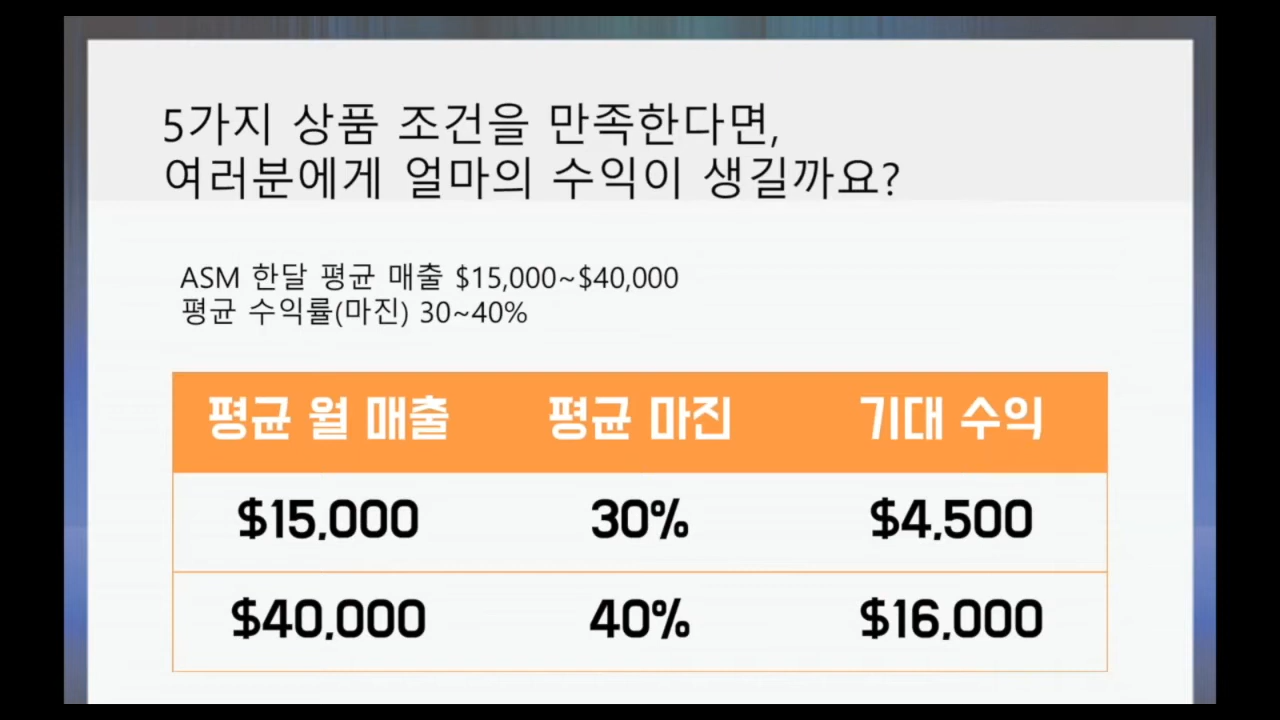 5가지 상품 조건을 만족한다면,
여러분에게 얼마의 수익이 생길까요?
ASM 한달 평균 매출 $15,000~$40,000
평균 수익률(마진) 30~40%
평균 월 매출 평균 마진 기대 수익
$15,000 30% $4,500
$40,000 40% $16,000